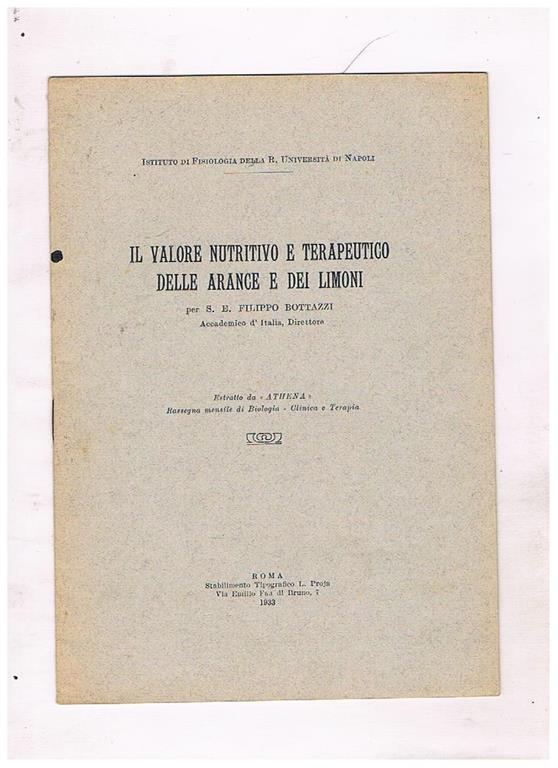 ISTITUTO DI FISIOLOGIA DELLA R. UNIVERSITÀ DI NAPOLI
IL VALORE NUTRITIVO E TERAPEUTICO
DELLE ARANCE E DEI LIMONI
per S. E. FILIPPO BOTTAZZI
Accademico d' Italia, Direttore
Estratto da « ATHENA »
Rassegna mensile di Biologia - Clinica e Terapia
ROMA
Stabilimento Tipografico L. Proja
Via Emilio Faà di Bruno, 7
1933